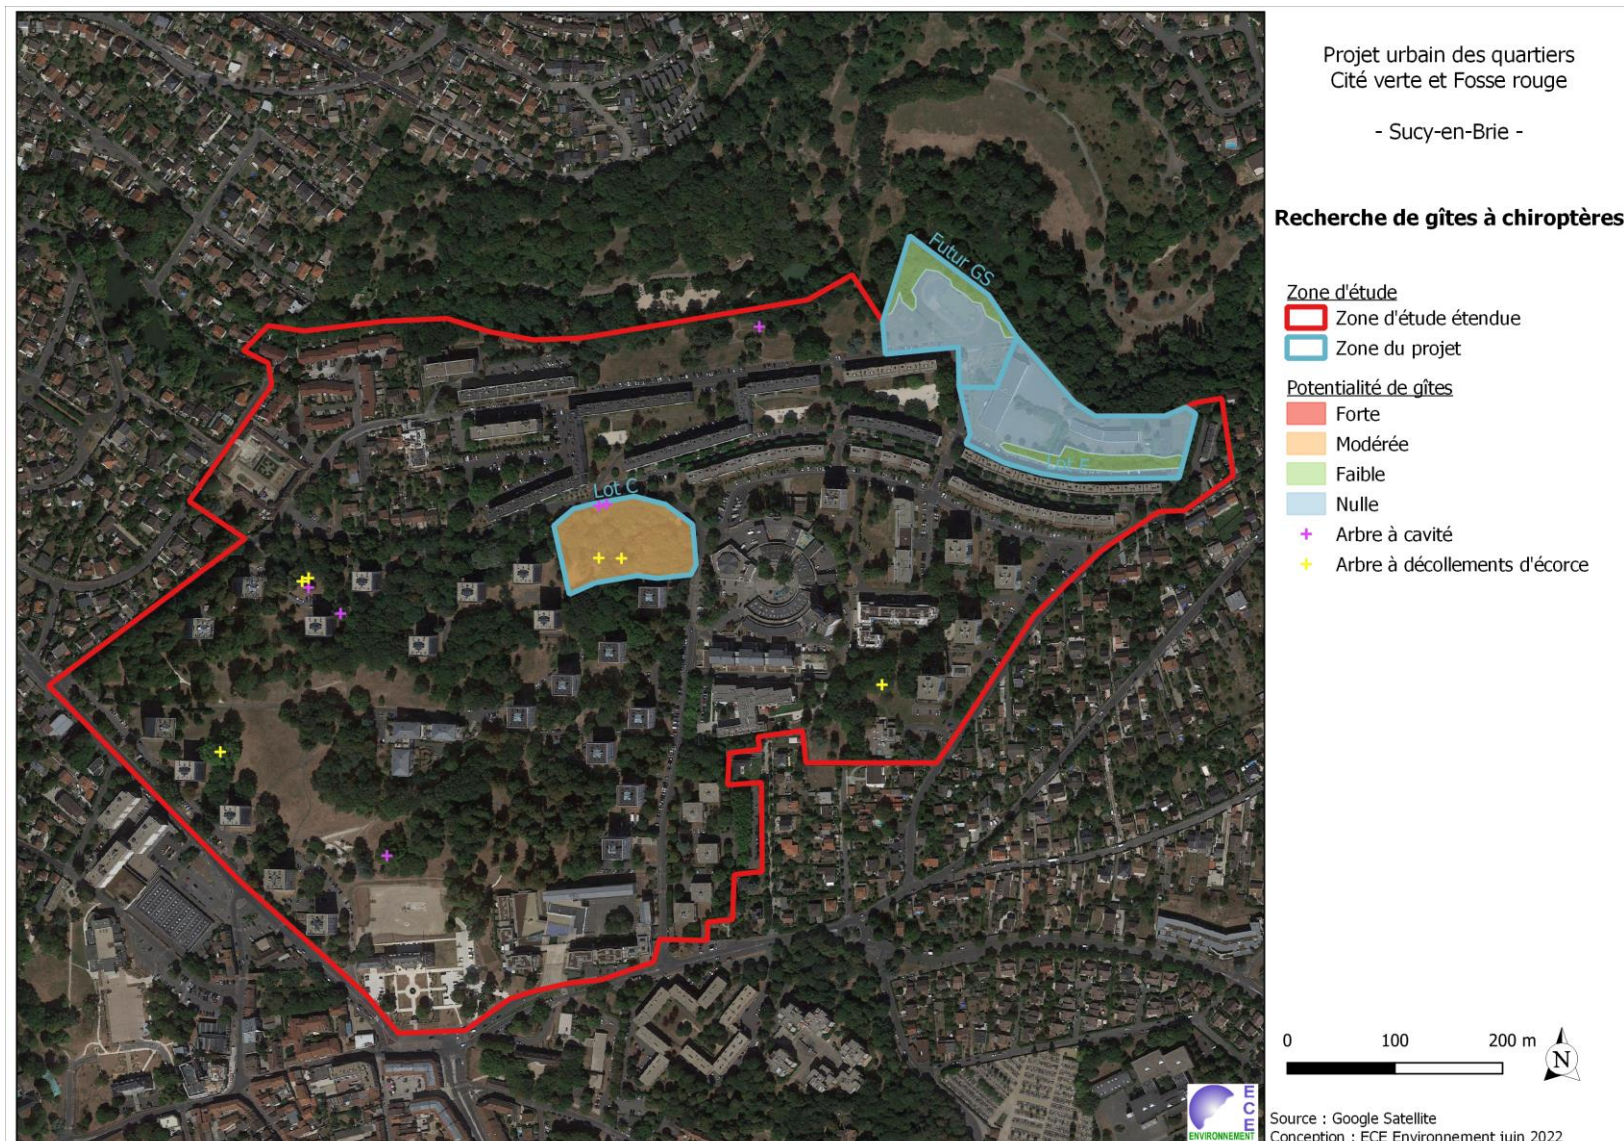 Projet urbain des quartiers
Cité verte et Fosse rouge
- Sucy-en-Brie -
Recherche de gîtes à chiroptères
Zone d'étude
Zone d'étude étendue
Zone du projet
Potentialité de gîtes
Forte
Modérée
Faible
Nulle
Arbre à cavité
Arbre à décollements d'écorce
Futur GS
Lot E
Lot C
0 100 200 m
N
ECE
ENVIRONNEMENT
Source : Google Satellite
Conception : ECE Environnement juin 2022